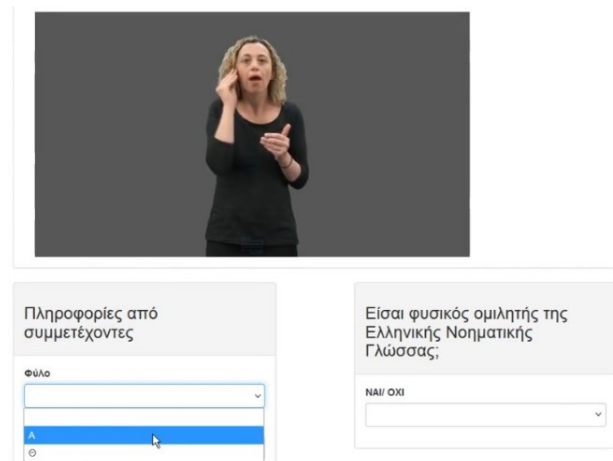 Πληροφορίες από
συμμετέχοντες
Φύλο
Α
Θ
Είσαι φυσικός ομιλητής της
Ελληνικής Νοηματικής
Γλώσσας;
ΝΑΙ/ ΟΧΙ